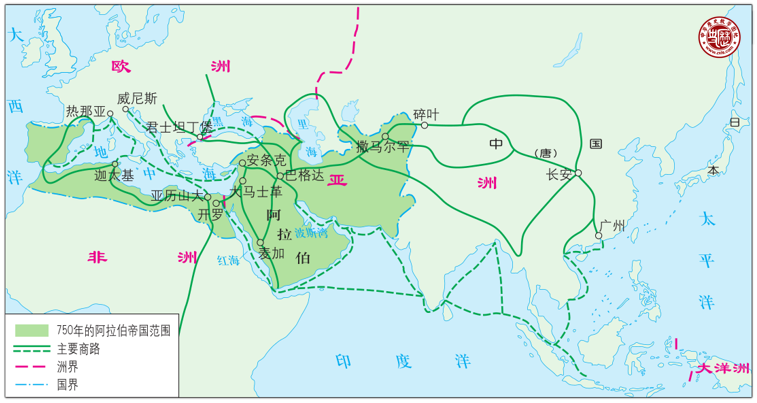 大西洋
欧洲
热那亚
威尼斯
君士坦丁堡
黑海
里海
碎叶
撒马尔罕
中国
(唐)
日本
地中海
迦太基
安条克
巴格达
大马士革
亚洲
长安
亚历山大
开罗
阿拉伯
波斯湾
广州
太平洋
非洲
红海
麦加
印度洋
大洋洲
750年的阿拉伯帝国范围
主要商路
洲界
国界